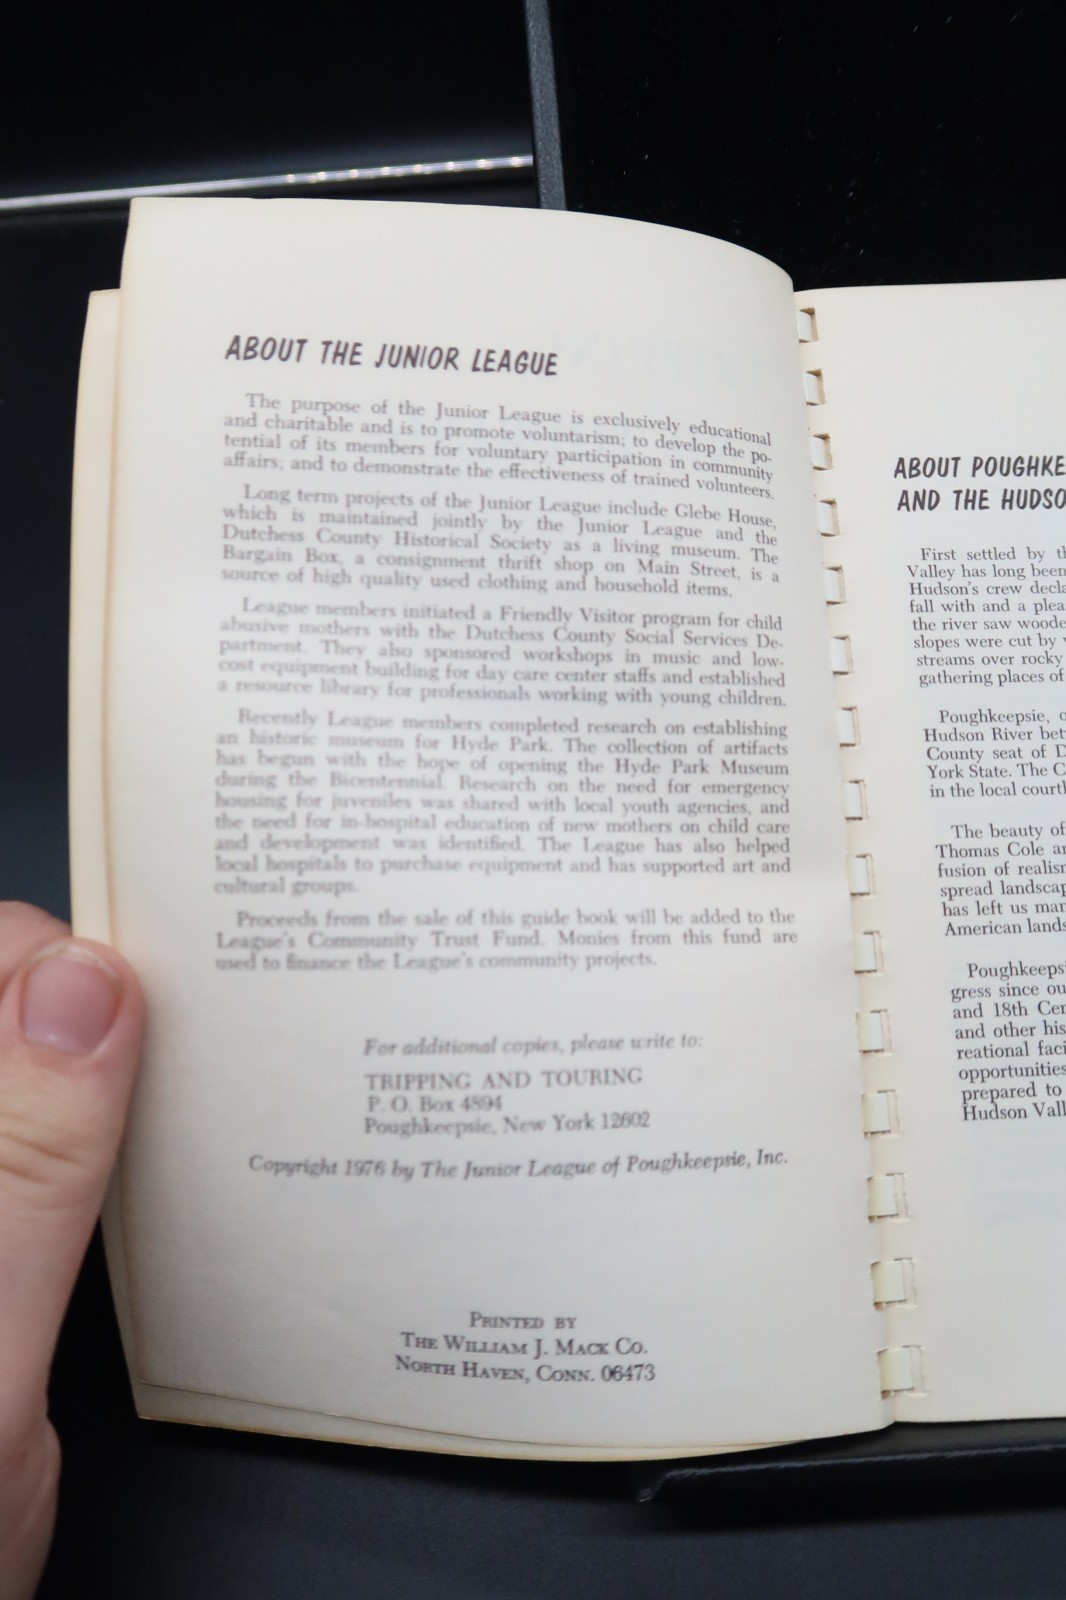 ABOUT THE JUNIOR LEAGUE
The purpose of the Junior League is exclusively educational
and charitable and is to promote voluntarism; to develop the po-
tential of its members for voluntary participation in community
affairs; and to demonstrate the effectiveness of trained volunteers.
Long term projects of the Junior League include Glebe House,
which is maintained jointly by the Junior League and the
Dutchess County Historical Society as a living museum. The
Bargain Box, a consignment thrift shop on Main Street, is a
source of high quality used clothing and household items.
League members initiated a Friendly Visitor program for child
abusive mothers with the Dutchess County Social Services De-
partment. They also sponsored workshops in music and low-
cost equipment building for day care center staffs and established
a resource library for professionals working with young children.
Recently League members completed research on establishing
an historic museum for Hyde Park. The collection of artifacts
has begun with the hope of opening the Hyde Park Museum
during the Bicentennial. Research on the need for emergency
housing for juveniles was shared with local youth agencies, and
the need for in-hospital education of new mothers on child care
and development was identified. The League has also helped
local hospitals to purchase equipment and has supported art and
cultural groups.
Proceeds from the sale of this guide book will be added to the
League's Community Trust Fund. Monies from this fund are
used to finance the League's community projects.
For additional copies, please write to:
TRIPPING AND TOURING
P. O. Box 4894
Poughkeepsie, New York 12602
Copyright 1976 by The Junior League of Poughkeepsie, Inc.
PRINTED BY
THE WILLIAM J. MACK CO.
NORTH HAVEN, CONN. 06473
ABOUT POUGHKE
AND THE HUDSO
First settled by th
Valley has long been
Hudson's crew decla
fall with and a plea
the river saw woode
slopes were cut by
streams over rocky
gathering places of
Poughkeepsie, o
Hudson River betw
County seat of D
York State. The C
in the local courth
The beauty of
Thomas Cole an
fusion of realism
spread landscap
has left us man
American lands
Poughkeepsi
gress since ou
and 18th Cen
and other his
reational faci
opportunities
prepared to
Hudson Vall